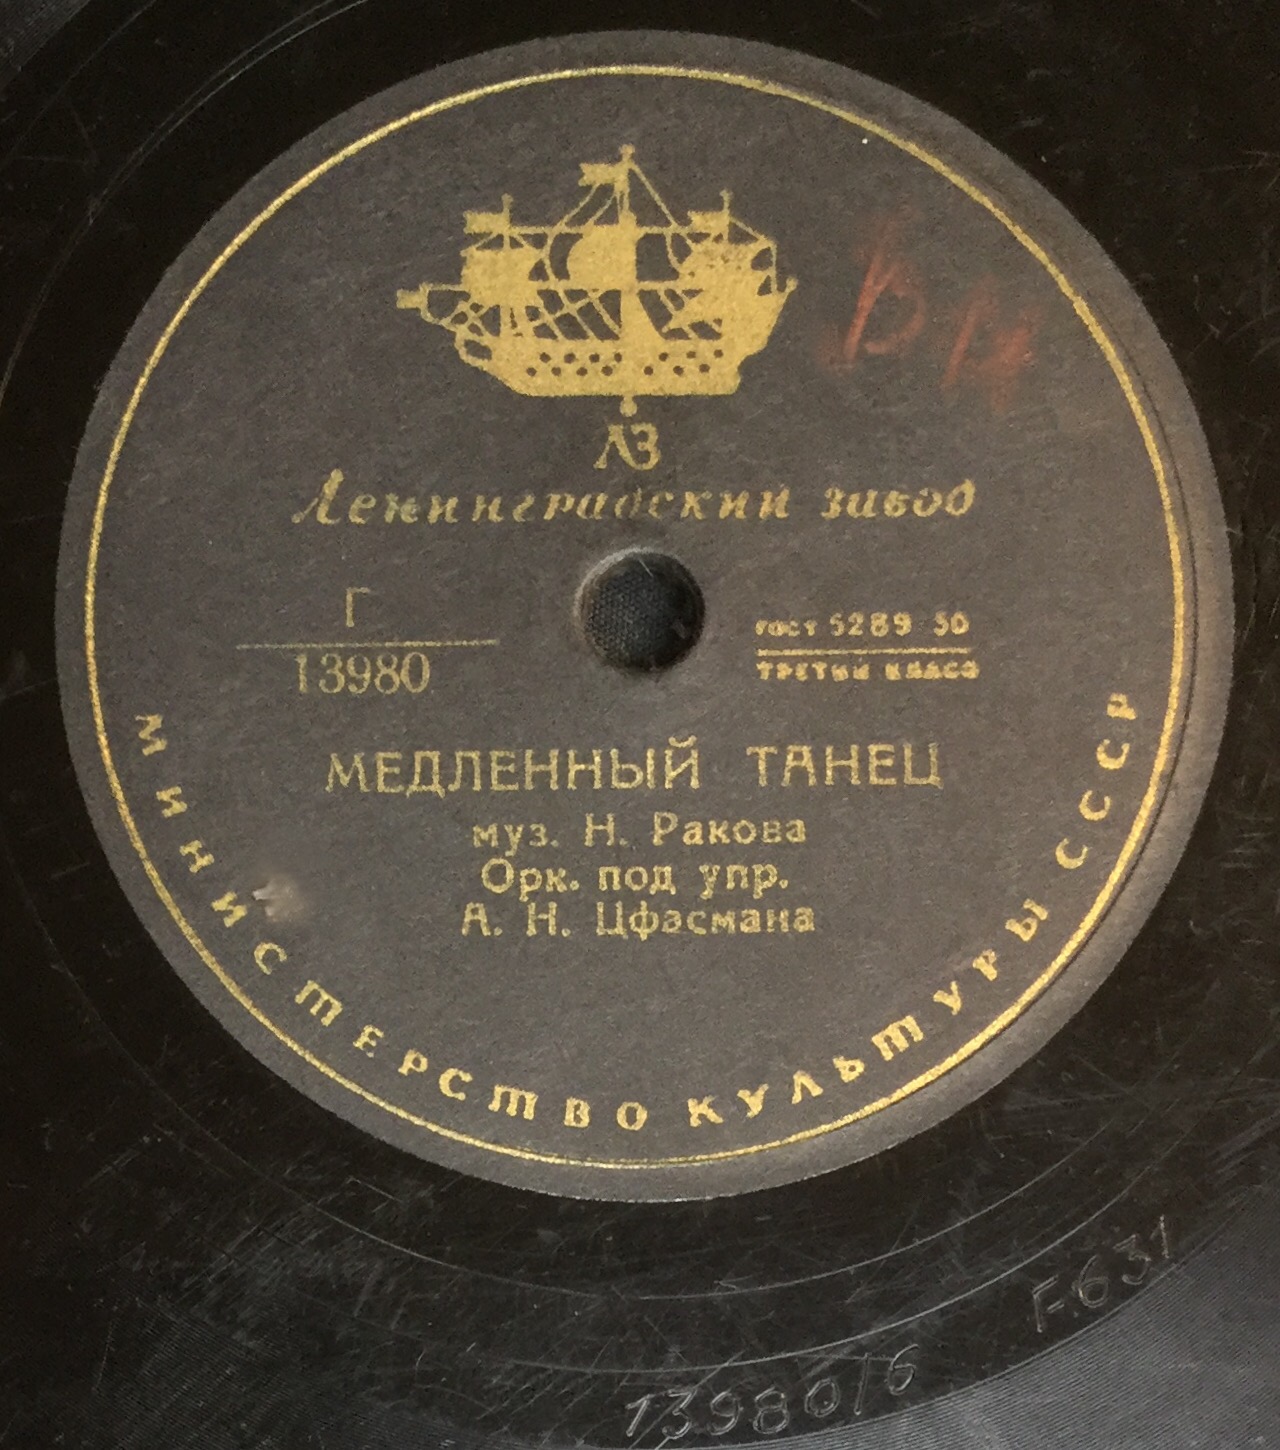 ЛЗ
Ленинградский завод
Г
13980
ГОСТ 5289 50
ТРЕТИЙ КЛАСС
МЕДЛЕННЫЙ ТАНЕЦ
муз. Н. Ракова
Орк. под упр.
А. Н. Цфасмана
МИНИСТЕРСТВО КУЛЬТУРЫ СССР
13980/6
F-631